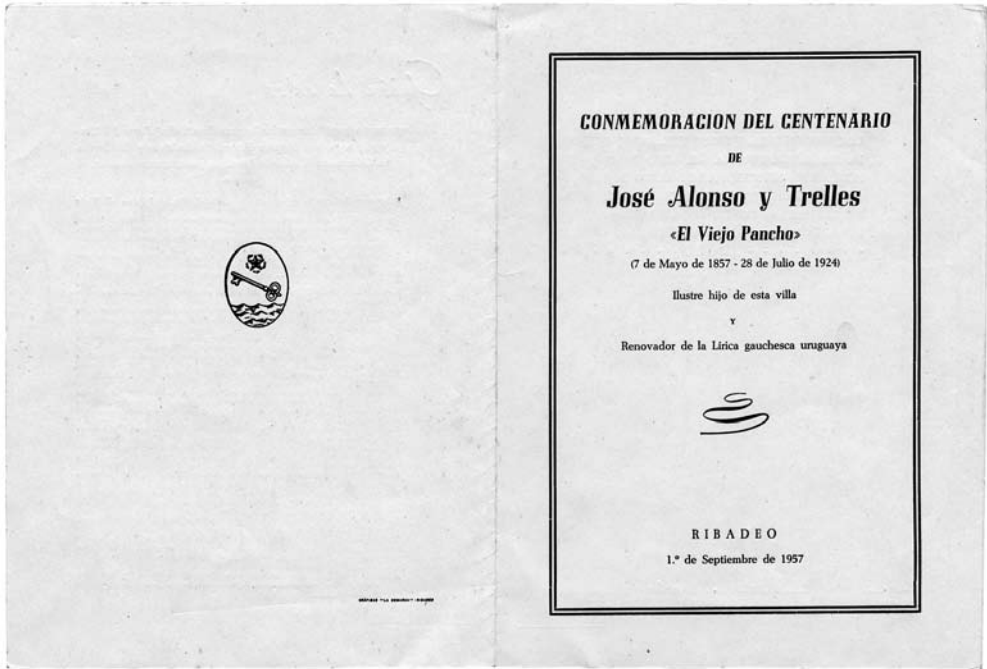 CONMEMORACION DEL CENTENARIO
DE
José Alonso y Trelles
«El Viejo Pancho»
(7 de Mayo de 1857 - 28 de Julio de 1924)
Ilustre hijo de esta villa
Y
Renovador de la Lírica gauchesca uruguaya
RIBADEO
1.º de Septiembre de 1957